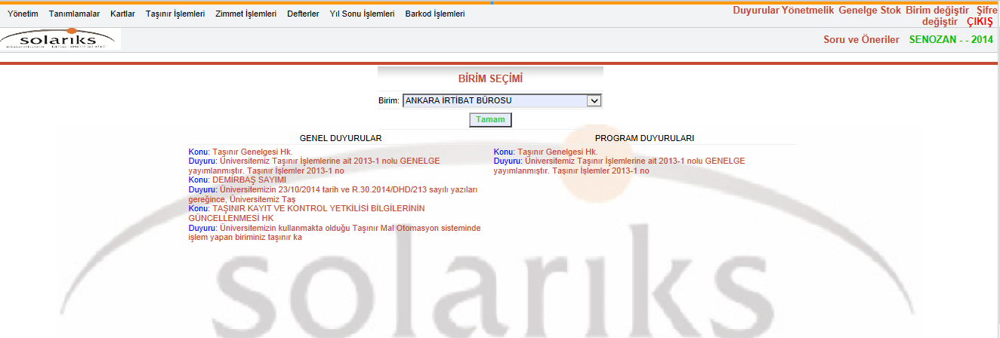 Yönetim Tanımlamalar Kartlar Taşınır İşlemleri Zimmet İşlemleri Defterler Yıl Sonu İşlemleri Barkod İşlemleri
Duyurular Yönetmelik Genelge Stok Birim değiştir Şifre
değiştir ÇIKIŞ
solarıks
Soru ve Öneriler SENOZAN - - 2014
BİRİM SEÇİMİ
Birim: ANKARA İRTİBAT BÜROSU
Tamam
GENEL DUYURULAR
Konu: Taşınır Genelgesi Hk.
Duyuru: Üniversitemiz Taşınır İşlemlerine ait 2013-1 nolu GENELGE
yayımlanmıştır. Taşınır İşlemler 2013-1 no
Konu: DEMİRBAŞ SAYIMI
Duyuru: Üniversitemizin 23/10/2014 tarih ve R.30.2014/DHD/213 sayılı yazıları
gereğince, Üniversitemiz Taş
Konu: TAŞINIR KAYIT VE KONTROL YETKİLİSİ BİLGİLERİNİN
GÜNCELLENMESİ HK
Duyuru: Üniversitemizin kullanmakta olduğu Taşınır Mal Otomasyon sisteminde
işlem yapan biriminiz taşınır ka
PROGRAM DUYURULARI
Konu: Taşınır Genelgesi Hk.
Duyuru: Üniversitemiz Taşınır İşlemlerine ait 2013-1 nolu GENELGE
yayımlanmıştır. Taşınır İşlemler 2013-1 no
solarıks